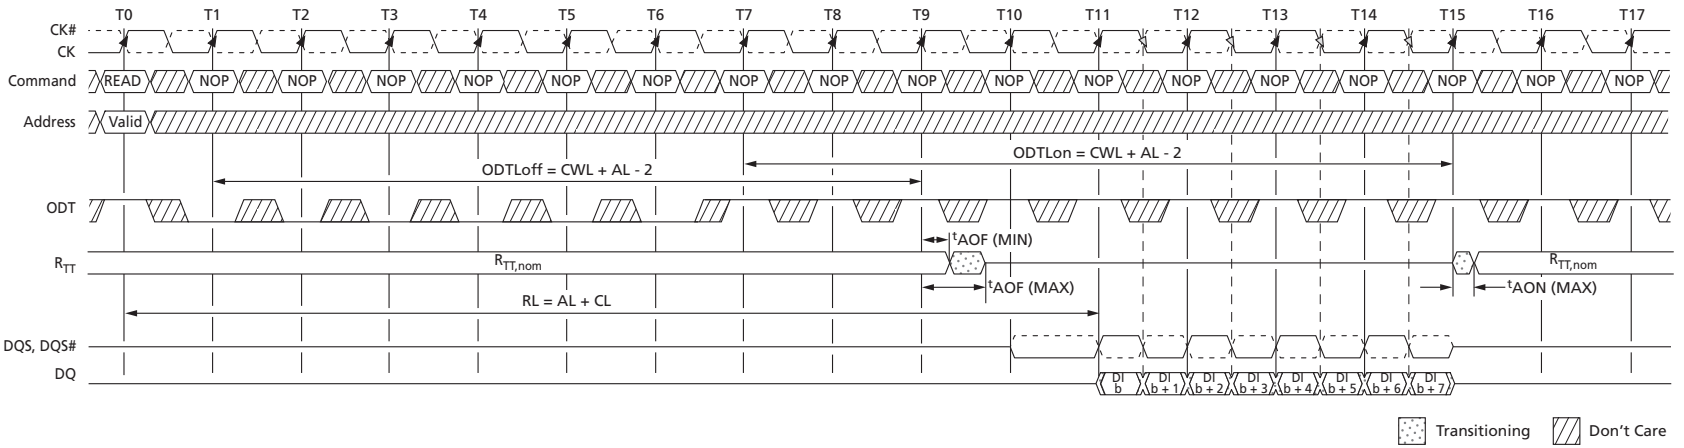 T0 T1 T2 T3 T4 T5 T6 T7 T8 T9 T10 T11 T12 T13 T14 T15 T16 T17
CK#
CK
Command READ NOP NOP NOP NOP NOP NOP NOP NOP NOP NOP NOP NOP NOP NOP NOP NOP NOP
Address Valid
ODTLon = CWL + AL - 2
ODTLoff = CWL + AL - 2
ODT
tAOF (MIN)
RTT RTT,nom RTT,nom
tAOF (MAX) tAON (MAX)
RL = AL + CL
DQS, DQS#
DQ
DI b
DI b + 1
DI b + 2
DI b + 3
DI b + 4
DI b + 5
DI b + 6
DI b + 7
Transitioning Don't Care